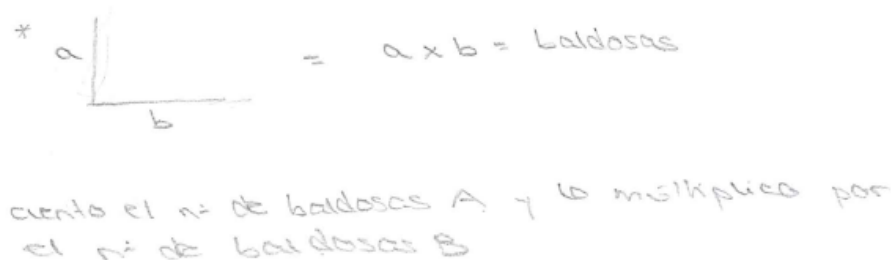 * a = a x b = baldosas
b
cuento el nº de baldosas A y lo multiplico por
el nº de baldosas B